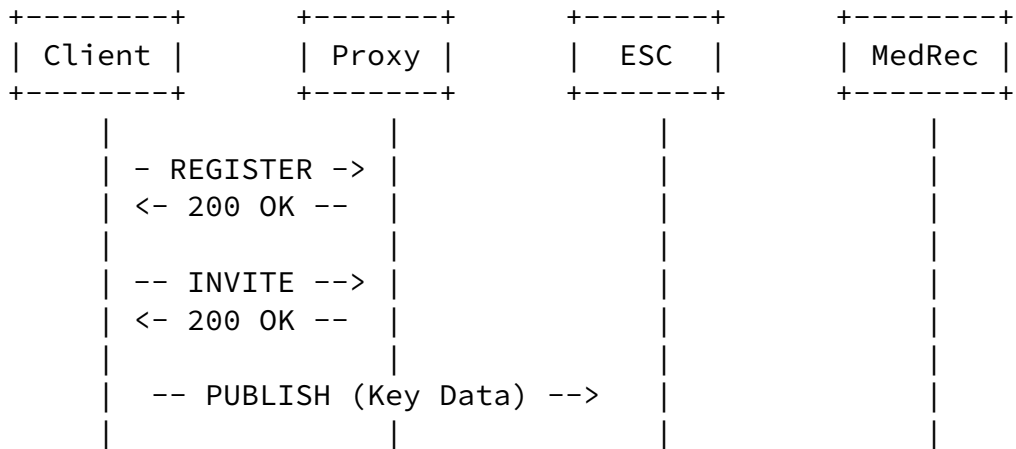 +--------+ +-------+ +-------+ +--------+
| Client | | Proxy | | ESC | | MedRec |
+--------+ +-------+ +-------+ +--------+
| | | |
| - REGISTER -> | | |
| <- 200 OK -- | | |
| | | |
| -- INVITE --> | | |
| <- 200 OK -- | | |
| | | |
| -- PUBLISH (Key Data) --> | |
| | | |